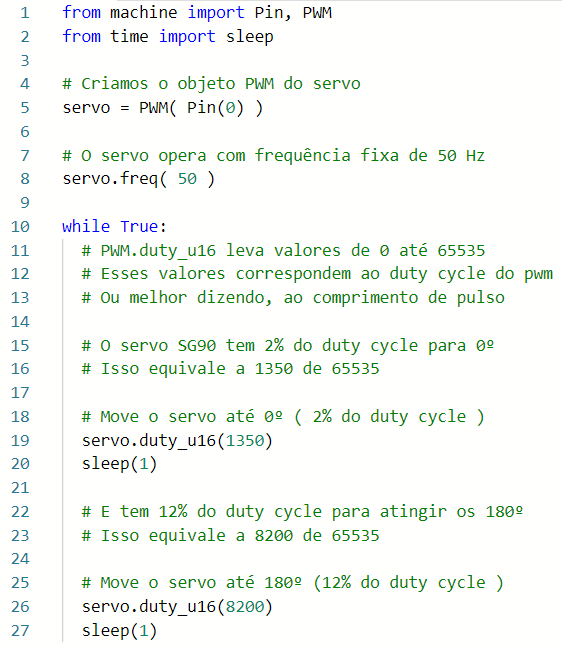 1 from machine import Pin, PWM
2 from time import sleep
3
4 # Criamos o objeto PWM do servo
5 servo = PWM( Pin(0) )
6
7 # O servo opera com frequência fixa de 50 Hz
8 servo.freq( 50 )
9
10 while True:
11 # PWM.duty_u16 leva valores de 0 até 65535
12 # Esses valores correspondem ao duty cycle do pwm
13 # Ou melhor dizendo, ao comprimento de pulso
14
15 # O servo SG90 tem 2% do duty cycle para 0º
16 # Isso equivale a 1350 de 65535
17
18 # Move o servo até 0º ( 2% do duty cycle )
19 servo.duty_u16(1350)
20 sleep(1)
21
22 # E tem 12% do duty cycle para atingir os 180º
23 # Isso equivale a 8200 de 65535
24
25 # Move o servo até 180º (12% do duty cycle )
26 servo.duty_u16(8200)
27 sleep(1)